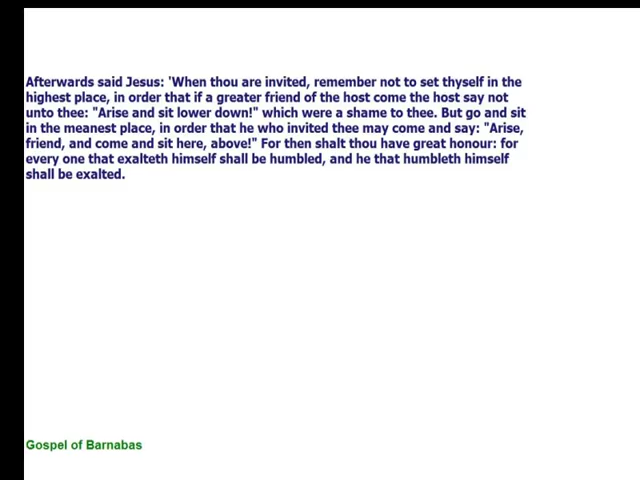 Afterwards said Jesus: 'When thou are invited, remember not to set thyself in the
highest place, in order that if a greater friend of the host come the host say not
unto thee: "Arise and sit lower down!" which were a shame to thee. But go and sit
in the meanest place, in order that he who invited thee may come and say: "Arise,
friend, and come and sit here, above!" For then shalt thou have great honour: for
every one that exalteth himself shall be humbled, and he that humbleth himself
shall be exalted.
Gospel of Barnabas